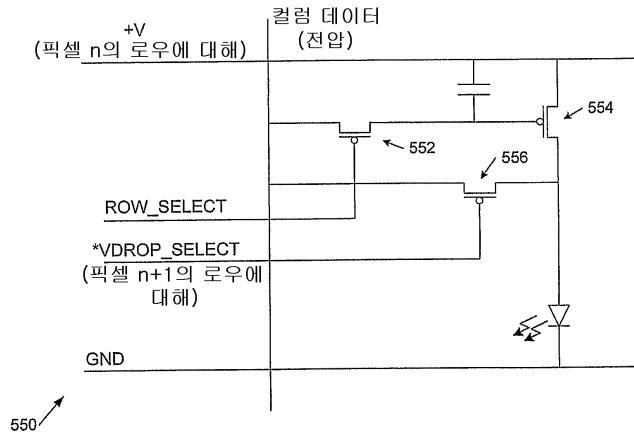 컬럼 데이터
(전압)
+V
(픽셀 n의 로우에 대해)
554
552
556
ROW_SELECT
*VDROP_SELECT
(픽셀 n+1의 로우에
대해)
GND
550